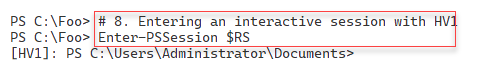 PS C:\Foo> # 8. Entering an interactive session with HV1
PS C:\Foo> Enter-PSSession $RS
[HV1]: PS C:\Users\Administrator\Documents>